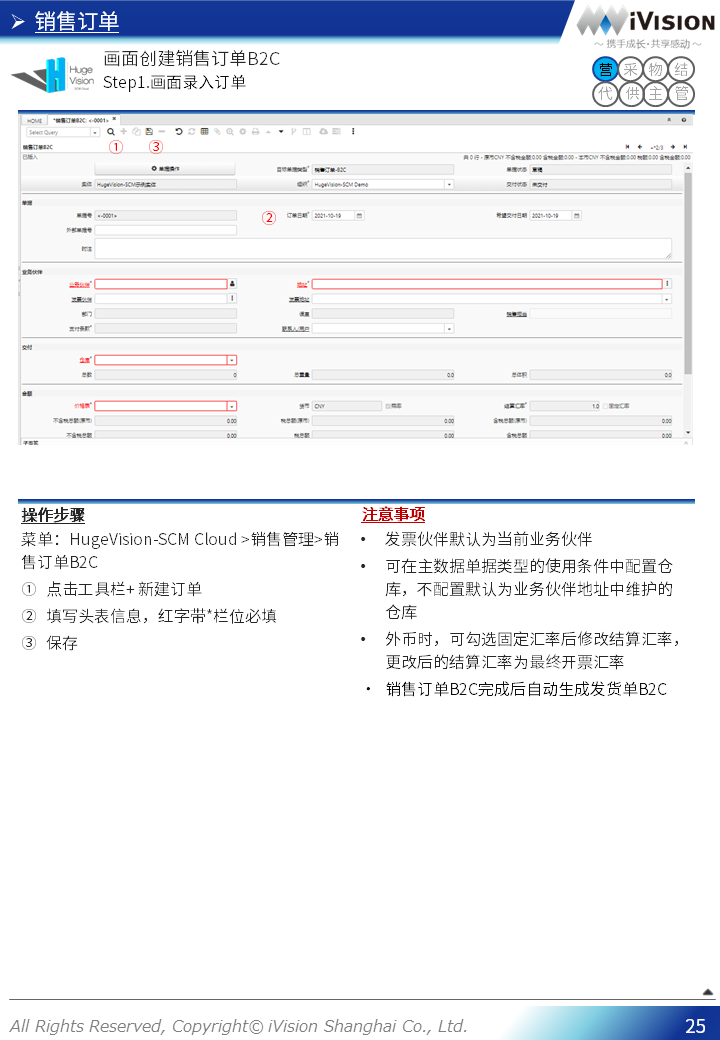 销售订单
iVision
～ 携手成长·共享感动 ～
画面创建销售订单B2C
Step1.画面录入订单
Huge
Vision
营 采 物 结
代 供 主 管
HOME *销售订单B2C: <-0001> ×
Select Query
① ③
销售订单B2C
*2/3
已插入
共 0 行 - 原币CNY 不含税金额:0.00 含税金额:0.00 - 本币CNY 不含税金额:0.00 税额:0.00 含税金额:0.00
单据操作 目标单据类型* 销售订单-B2C 单据状态 草稿
实体 HugeVision-SCM示例实体 组织* HugeVision-SCM Demo 交付状态 未交付
单据
单据号 <-0001> ② 订单日期* 2021-10-19 希望交付日期 2021-10-19
外部单据号
附注
业务伙伴
业务伙伴* 地址*
发票伙伴 发票地址
部门 课室 销售担当
支付条款* 联系人/用户
交付
仓库*
总数 0 总重量 0.0 总体积 0.0
金额
价格表* 货币 CNY 结算汇率* 1.0 固定汇率
不含税总额(原币) 0.00 税总额(原币) 0.00 含税总额(原币) 0.00
不含税总额 0.00 税总额 0.00 含税总额 0.00
操作步骤
菜单：HugeVision-SCM Cloud >销售管理>销
售订单B2C
① 点击工具栏+ 新建订单
② 填写头表信息，红字带*栏位必填
③ 保存
注意事项
• 发票伙伴默认为当前业务伙伴
• 可在主数据单据类型的使用条件中配置仓
库，不配置默认为业务伙伴地址中维护的
仓库
• 外币时，可勾选固定汇率后修改结算汇率，
更改后的结算汇率为最终开票汇率
• 销售订单B2C完成后自动生成发货单B2C
All Rights Reserved, Copyright© iVision Shanghai Co., Ltd.
25